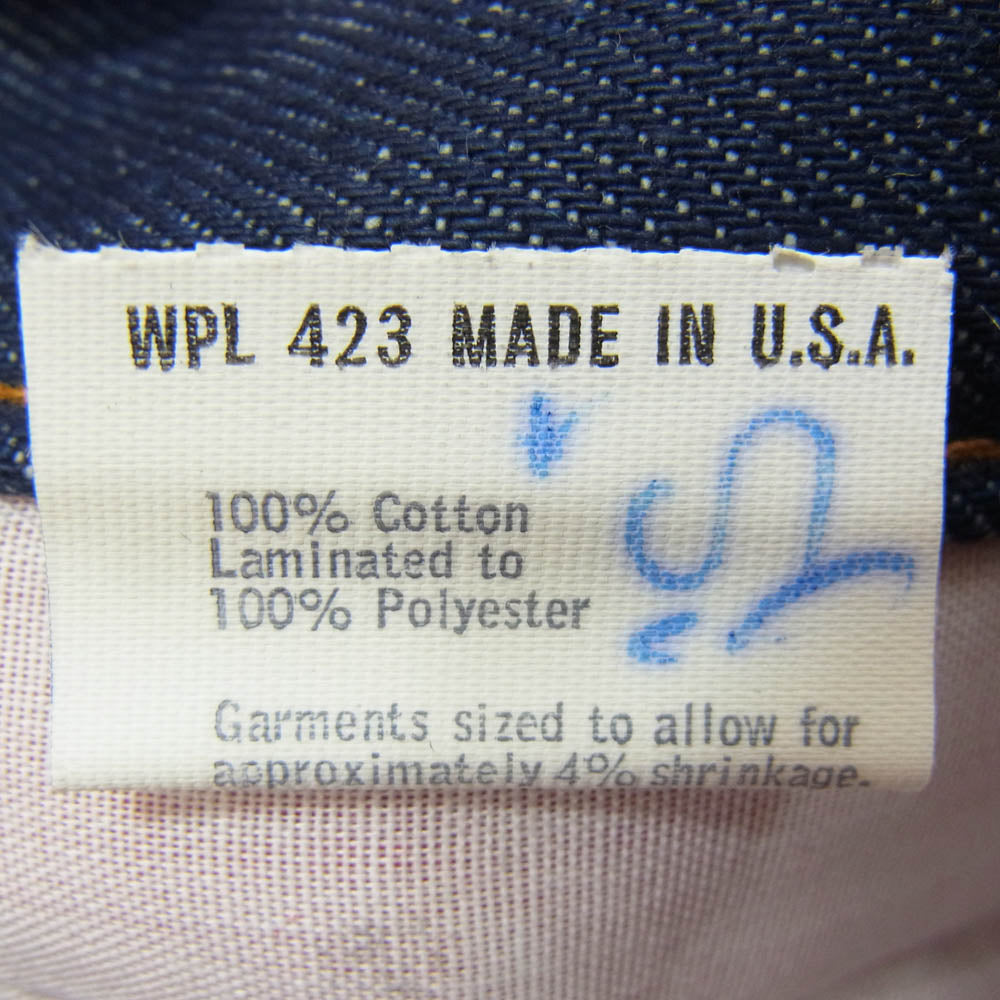 WPL 423 MADE IN U.S.A.
100% Cotton
Laminated to
100% Polyester
Garments sized to allow for
approximately 4% shrinkage.